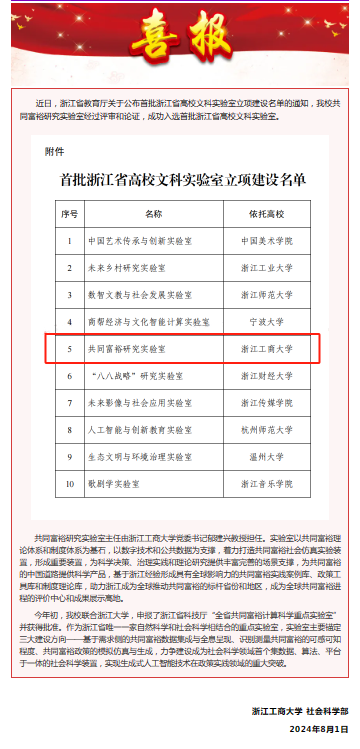 喜报
近日，浙江省教育厅关于公布首批浙江省高校文科实验室立项建设名单的通知，我校共
同富裕研究实验室经过评审和论证，成功入选首批浙江省高校文科实验室。
附件
首批浙江省高校文科实验室立项建设名单
序号 名称 依托高校
1 中国艺术传承与创新实验室 中国美术学院
2 未来乡村研究实验室 浙江工业大学
3 数智文教与社会发展实验室 浙江师范大学
4 商帮经济与文化智能计算实验室 宁波大学
5 共同富裕研究实验室 浙江工商大学
6 “八八战略”研究实验室 浙江财经大学
7 未来影像与社会应用实验室 浙江传媒学院
8 人工智能与创新教育实验室 杭州师范大学
9 生态文明与环境治理实验室 温州大学
10 歌剧学实验室 浙江音乐学院
共同富裕研究实验室主任由浙江工商大学党委书记郁建兴教授担任。实验室以共同富裕理
论体系和制度体系为基石，以数字技术和公共数据为支撑，着力打造共同富裕社会仿真实验装
置，形成重要装置，为科学决策、治理实践和理论研究提供丰富完善的场景支撑，为共同富裕
的中国道路提供科学产品，基于浙江经验形成具有全球影响力的共同富裕实践案例库、政策工
具库和制度理论库，助力浙江成为全球推动共同富裕的标杆省份和地区，成为全球共同富裕进
程的评价中心和成果展示高地。
今年初，我校联合浙江大学，申报了浙江省科技厅“全省共同富裕计算科学重点实验室”
并获得批准。作为浙江省唯一一家自然科学和社会科学相结合的重点实验室，实验室主要锚定
三大建设方向——基于需求侧的共同富裕数据集成与全息呈现、识别测量共同富裕的可感可知
程度、共同富裕政策的模拟仿真与生成，力争建设成为社会科学领域首个集数据、算法、平台
于一体的社会科学装置，实现生成式人工智能技术在政策实践领域的重大突破。
浙江工商大学 社会科学部
2024年8月1日